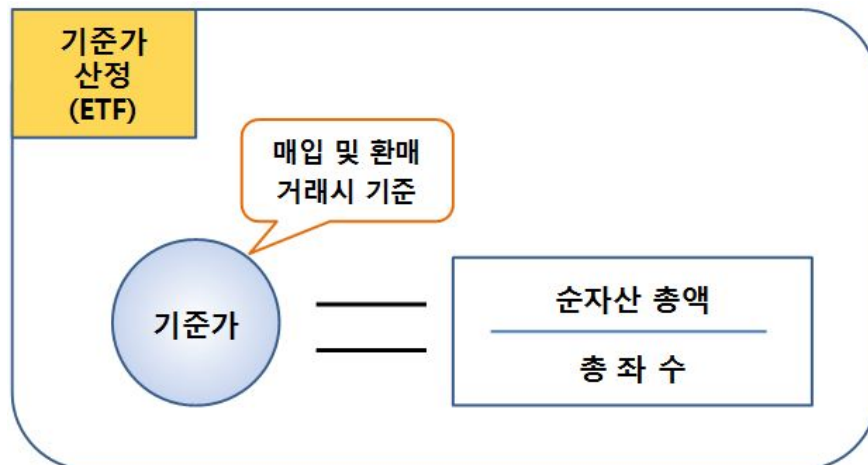 기준가
산정
(ETF)
매입 및 환매
거래시 기준
기준가
순자산 총액
총 좌 수